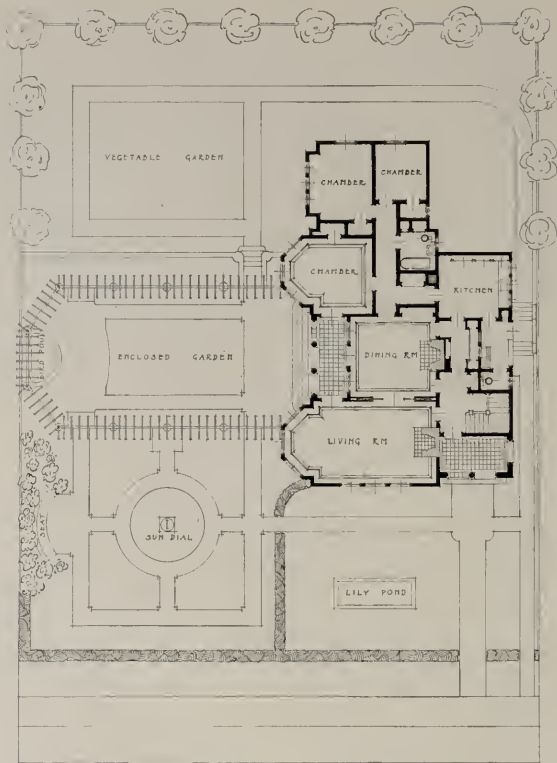 VEGETABLE GARDEN
CHAMBER
CHAMBER
CHAMBER
KITCHEN
ENCLOSED GARDEN
DINING RM
LIVING RM
SEAT
SUN DIAL
LILY POND